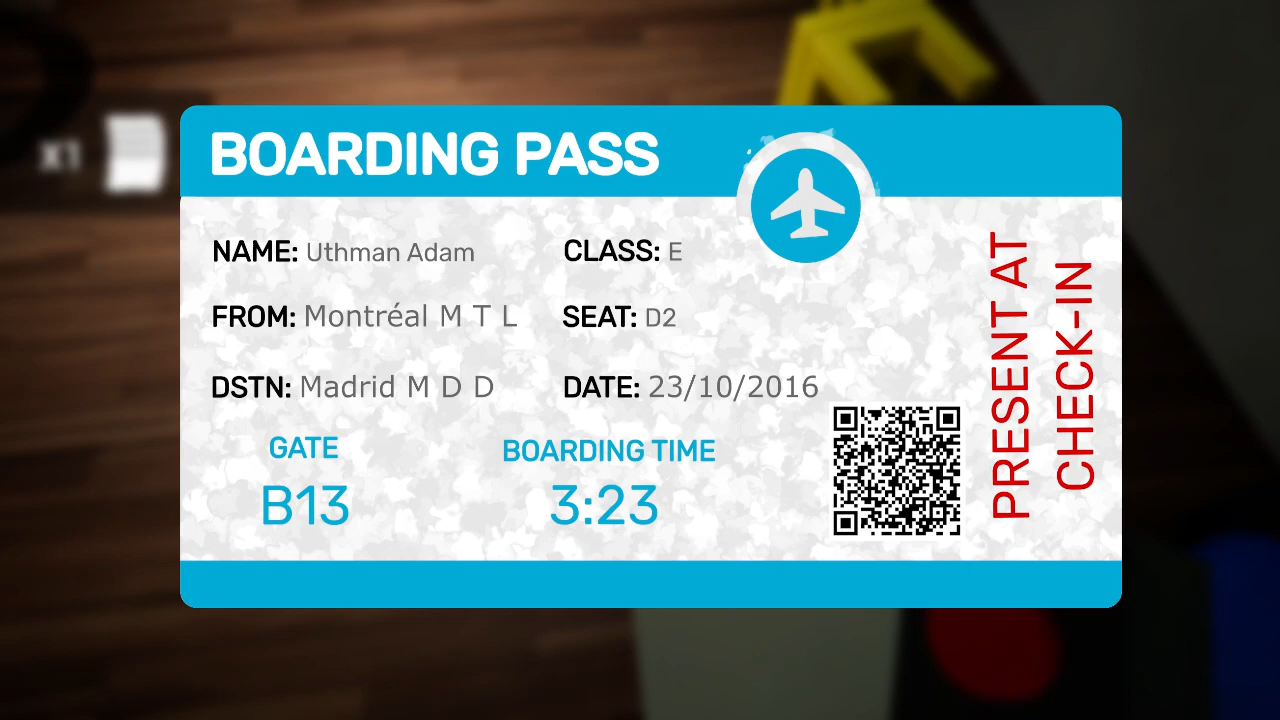 BOARDING PASS
x1
NAME: Uthman Adam
CLASS: E
FROM: Montréal M T L
SEAT: D2
DSTN: Madrid M D D
DATE: 23/10/2016
GATE
BOARDING TIME
B13
3:23
PRESENT AT
CHECK-IN